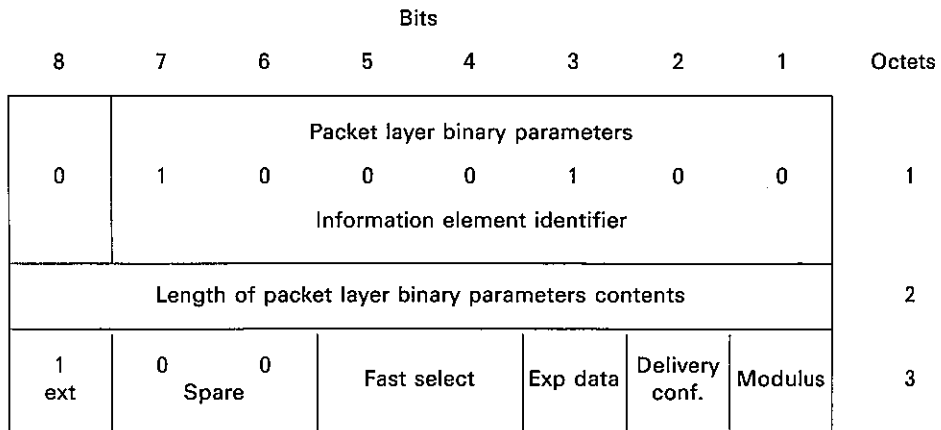 Bits
8 7 6 5 4 3 2 1 Octets
Packet layer binary parameters
0 1 0 0 0 1 0 0 1
Information element identifier
Length of packet layer binary parameters contents 2
1 0 0 Fast select Exp data Delivery Modulus 3
ext Spare conf.